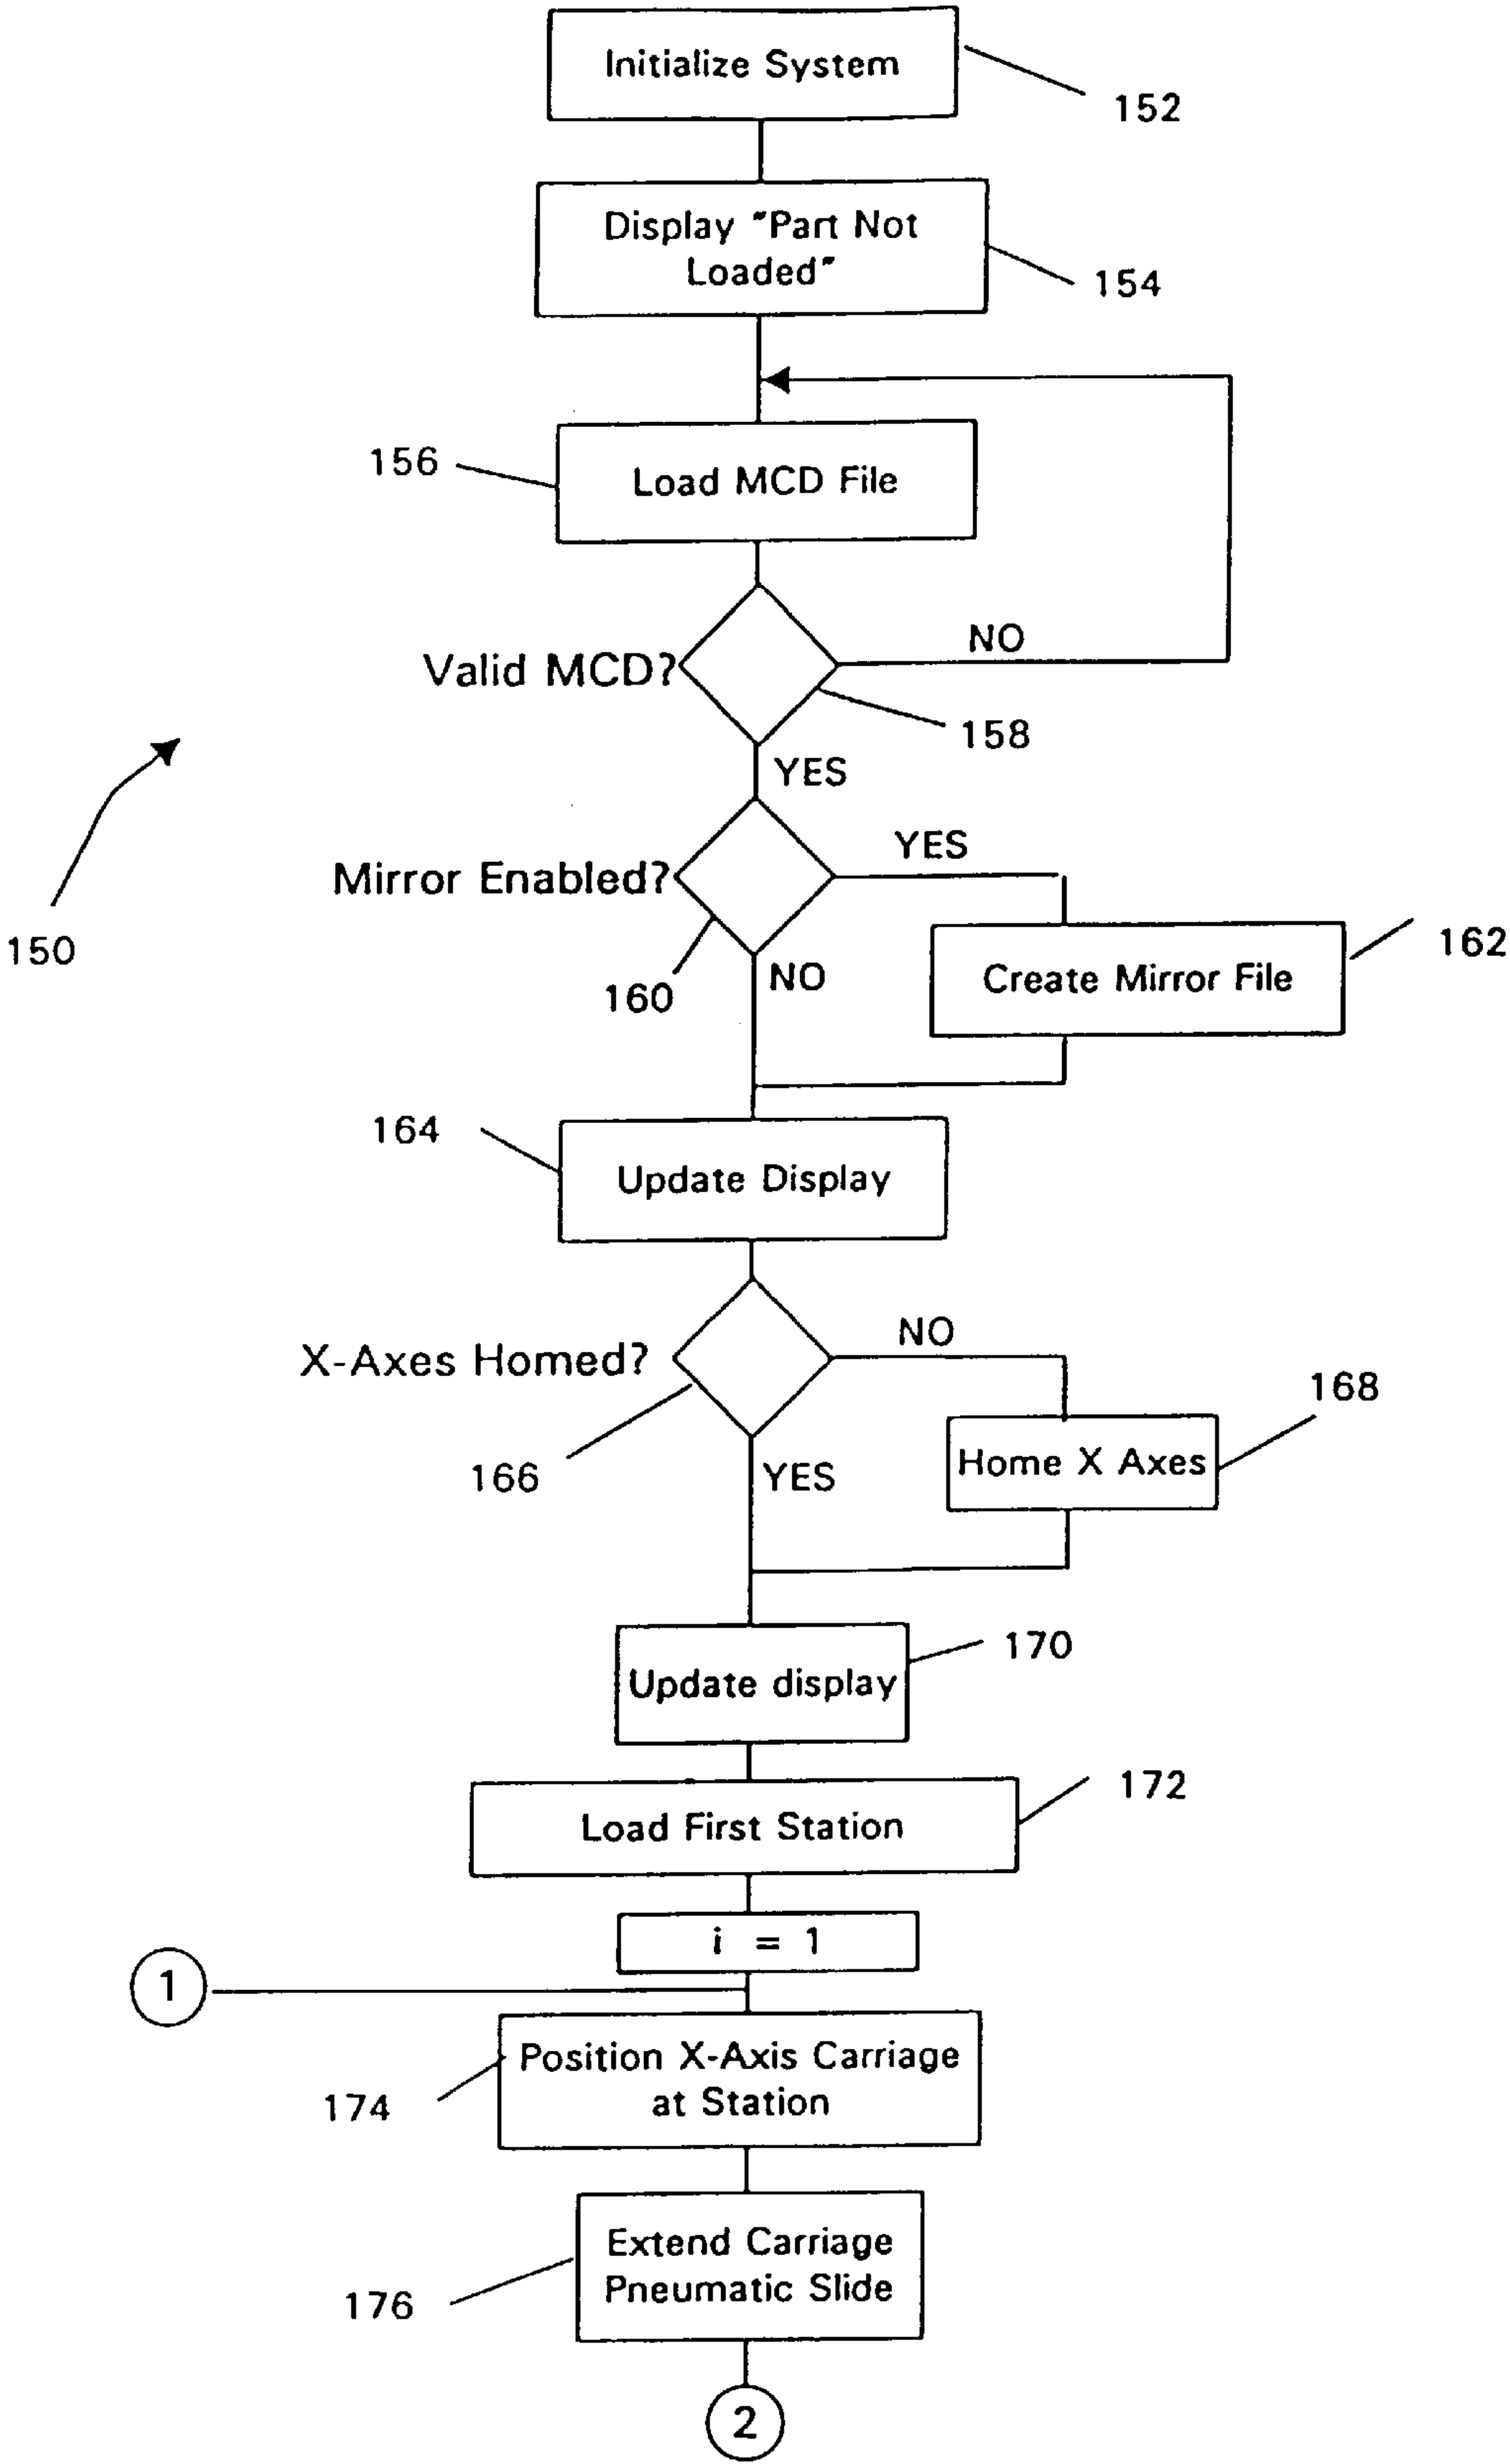 Initialize System
152
Display "Part Not
Loaded"
154
156
Load MCD File
Valid MCD?
NO
158
YES
Mirror Enabled?
YES
150
160
NO
Create Mirror File
162
164
Update Display
X-Axes Homed?
NO
166
YES
Home X Axes
168
Update display
170
Load First Station
172
i = 1
1
Position X-Axis Carriage
at Station
174
Extend Carriage
Pneumatic Slide
176
2